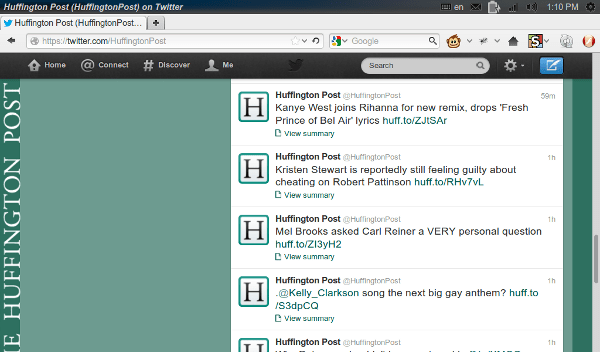 Huffington Post (HuffingtonPost) on Twitter
en
1:10 PM
Huffington Post (HuffingtonPost...
https://twitter.com/HuffingtonPost
Google
Home
Connect
Discover
Me
Search
THE HUFFINGTON POST
Huffington Post @HuffingtonPost 59m
Kanye West joins Rihanna for new remix, drops 'Fresh
Prince of Bel Air' lyrics huff.to/ZJtSAr
View summary
Huffington Post @HuffingtonPost 1h
Kristen Stewart is reportedly still feeling guilty about
cheating on Robert Pattinson huff.to/RHv7vL
View summary
Huffington Post @HuffingtonPost 1h
Mel Brooks asked Carl Reiner a VERY personal question
huff.to/ZI3yH2
View summary
Huffington Post @HuffingtonPost 1h
.@Kelly_Clarkson song the next big gay anthem? huff.to
/S3dpCQ
View summary
Huffington Post @HuffingtonPost 1h